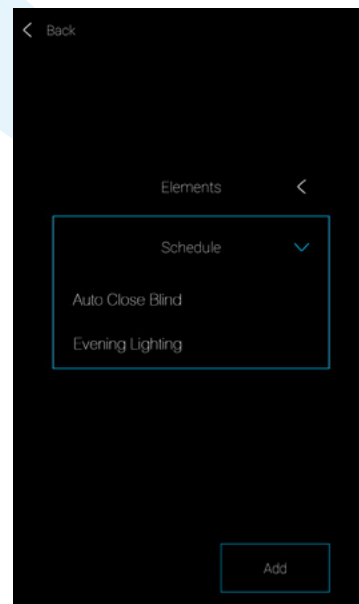 Back
Elements
Schedule
Auto Close Blind
Evening Lighting
Add